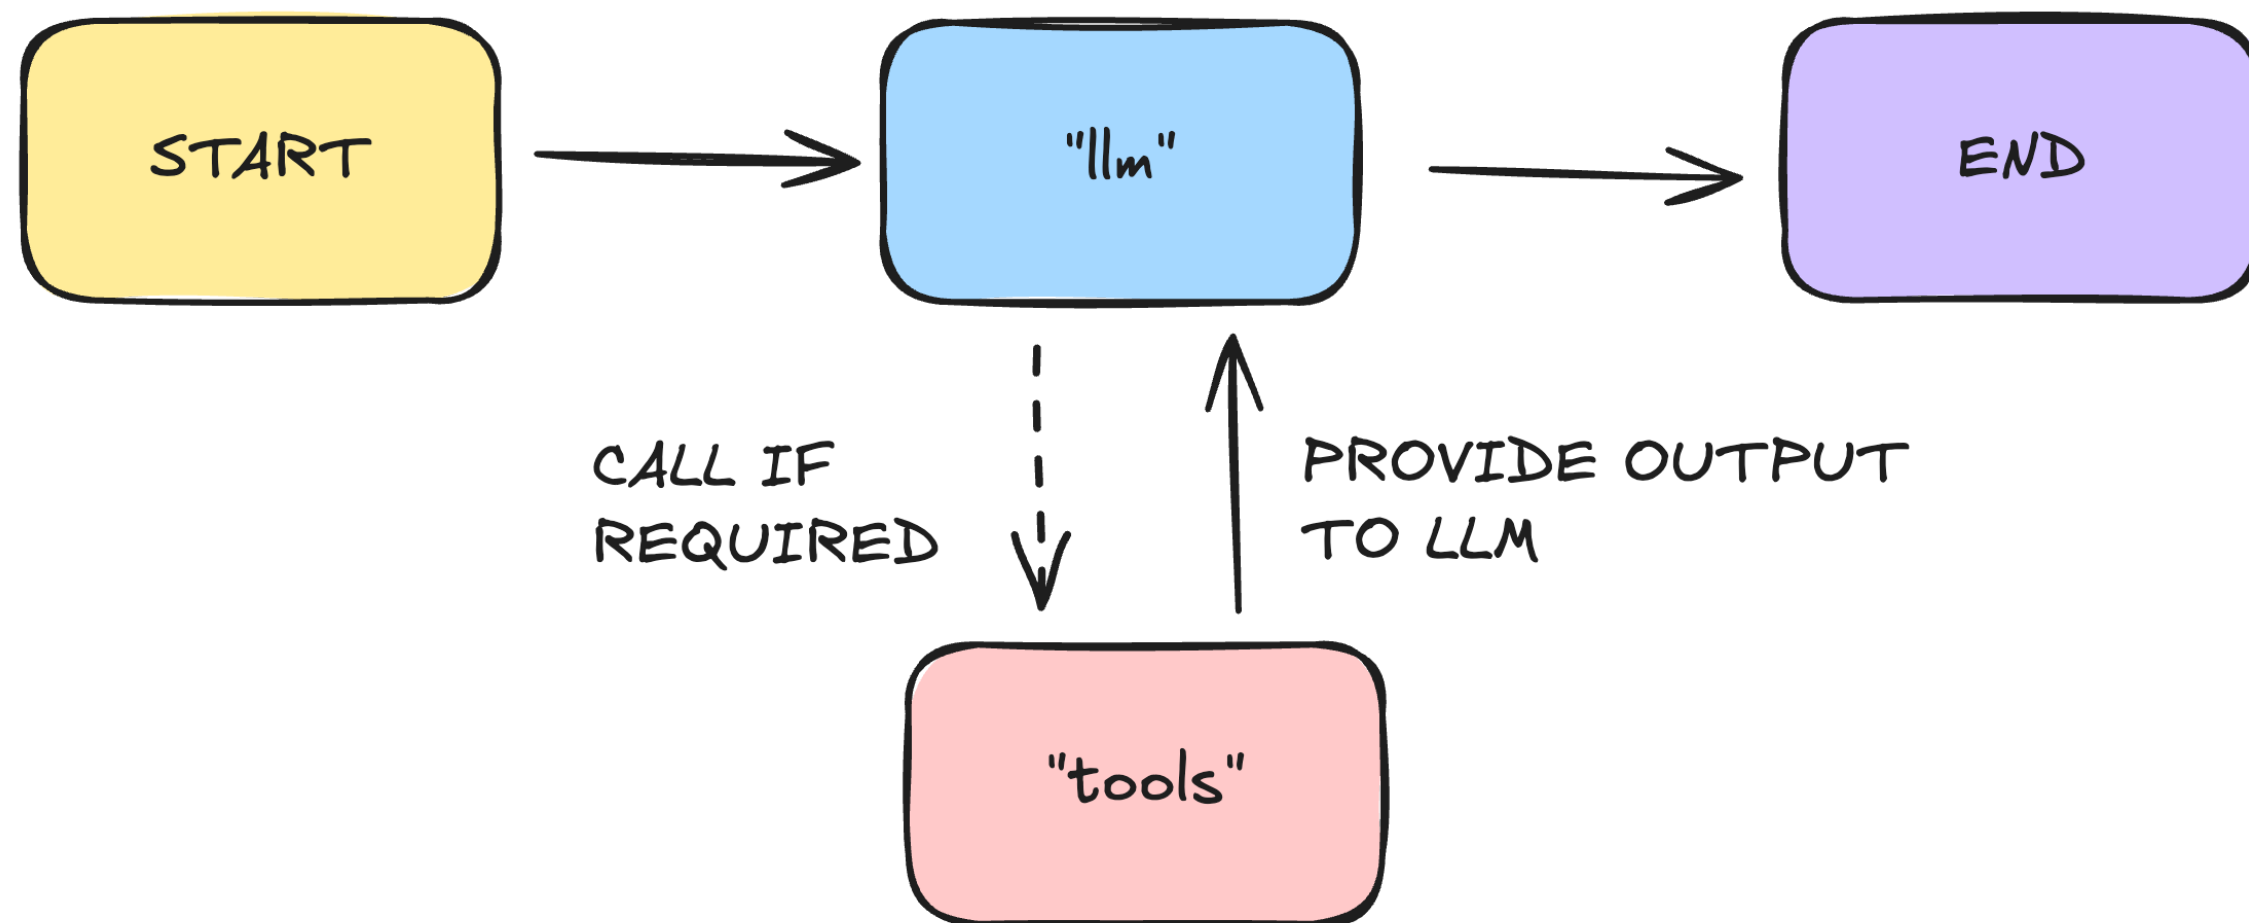 START
"llm"
END
CALL IF
REQUIRED
PROVIDE OUTPUT
TO LLM
"tools"